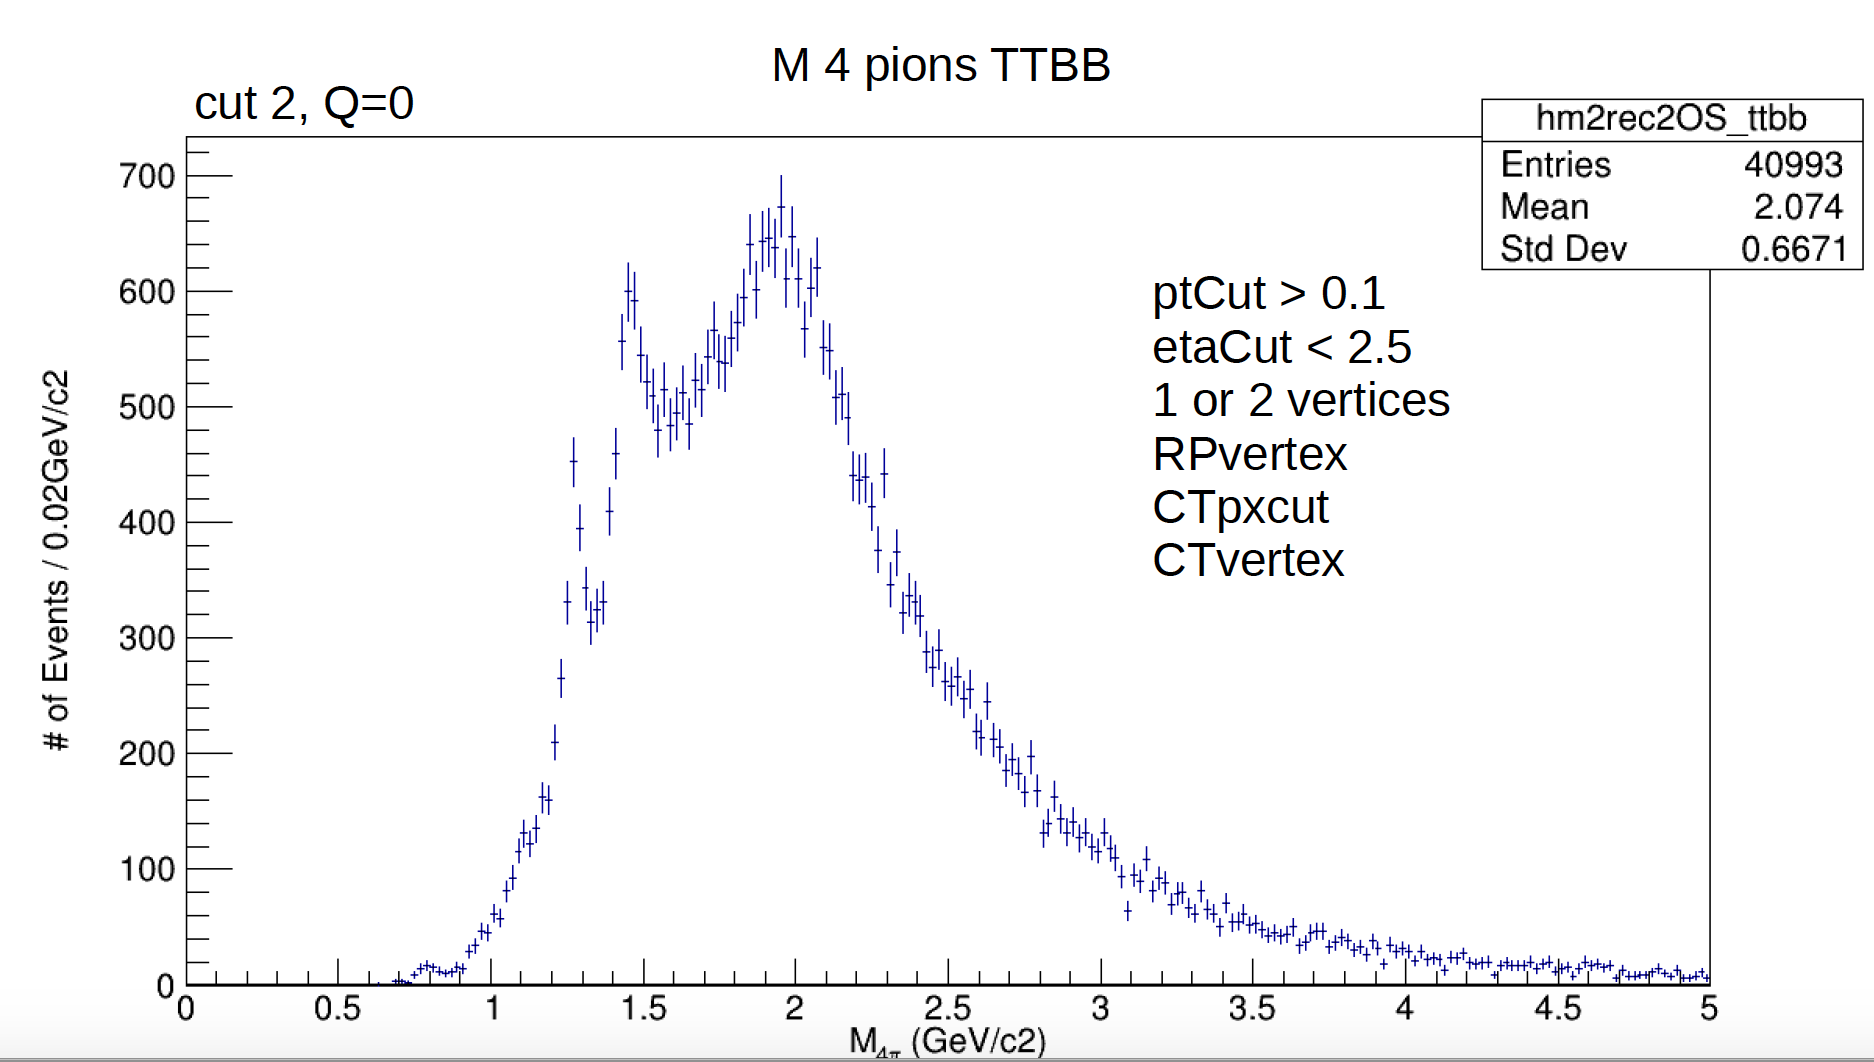 M 4 pions TTBB
cut 2, Q=0
hm2rec2OS_ttbb
Entries 40993
Mean 2.074
Std Dev 0.6671
ptCut > 0.1
etaCut < 2.5
1 or 2 vertices
RPvertex
CTpxcut
CTvertex
# of Events / 0.02GeV/c2
700
600
500
400
300
200
100
0
0 0.5 1 1.5 2 2.5 3 3.5 4 4.5 5
M4π (GeV/c2)